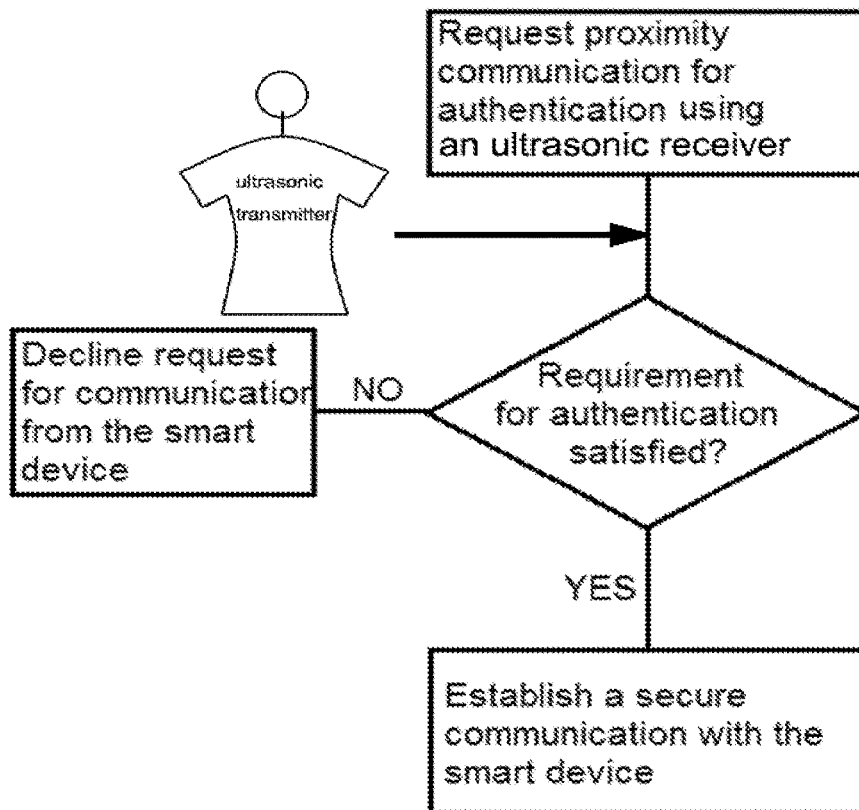 Request proximity
communication for
authentication using
an ultrasonic receiver
ultrasonic
transmitter
Decline request
for communication
from the smart
device
NO
Requirement
for authentication
satisfied?
YES
Establish a secure
communication with the
smart device